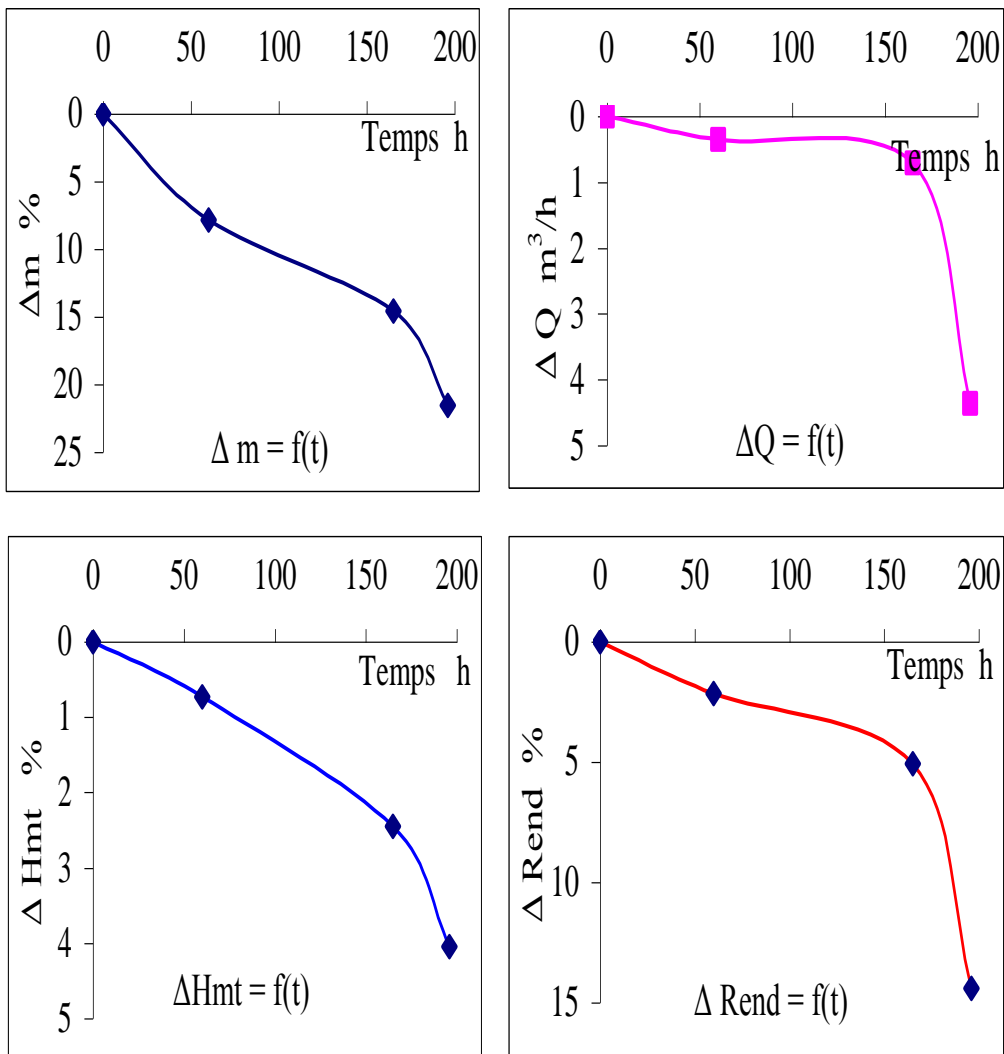 0 50 100 150 200
0
5
10
15
20
25
Temps h
Δm %
Δ m = f(t)
0 50 100 150 200
0
1
2
3
4
5
Temps h
Δ Q m³/h
ΔQ = f(t)
0 50 100 150 200
0
1
2
3
4
5
Temps h
Δ Hmt %
ΔHmt = f(t)
0 50 100 150 200
0
5
10
15
Temps h
Δ Rend %
Δ Rend = f(t)